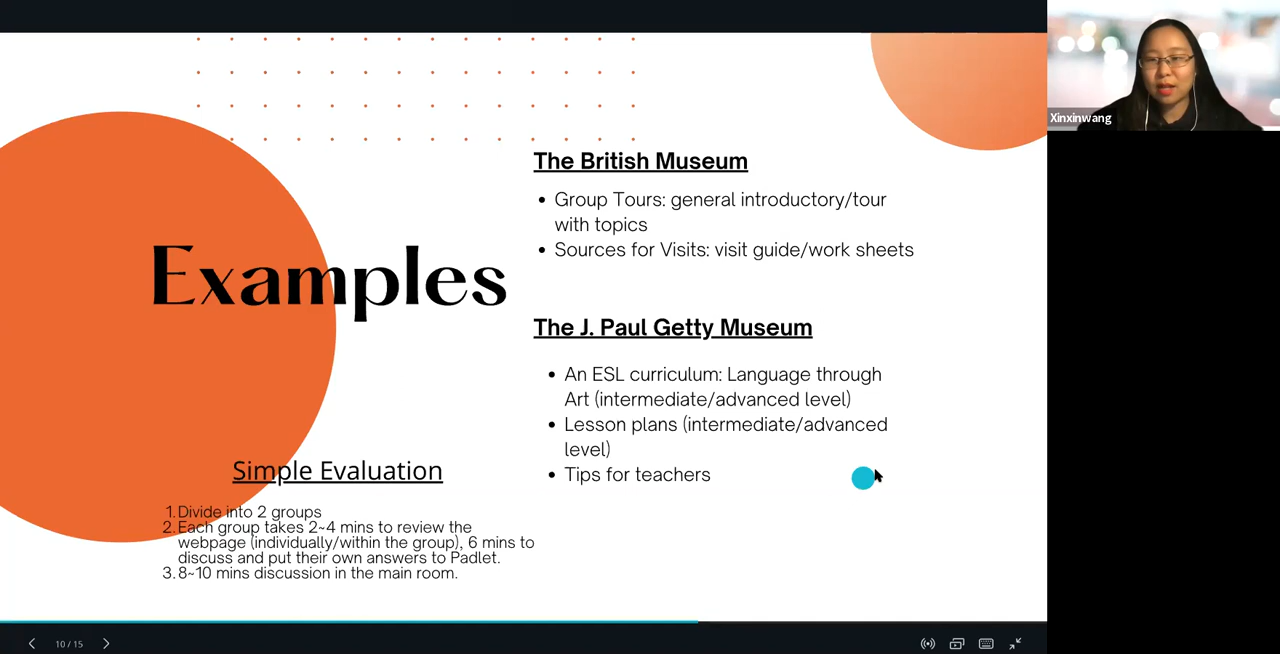 Xinxinwang
Examples
The British Museum
• Group Tours: general introductory/tour
with topics
• Sources for Visits: visit guide/work sheets
The J. Paul Getty Museum
• An ESL curriculum: Language through
Art (intermediate/advanced level)
• Lesson plans (intermediate/advanced
level)
• Tips for teachers
Simple Evaluation
1. Divide into 2 groups
2. Each group takes 2~4 mins to review the
webpage (individually/within the group), 6 mins to
discuss and put their own answers to Padlet.
3. 8~10 mins discussion in the main room.
10 / 15